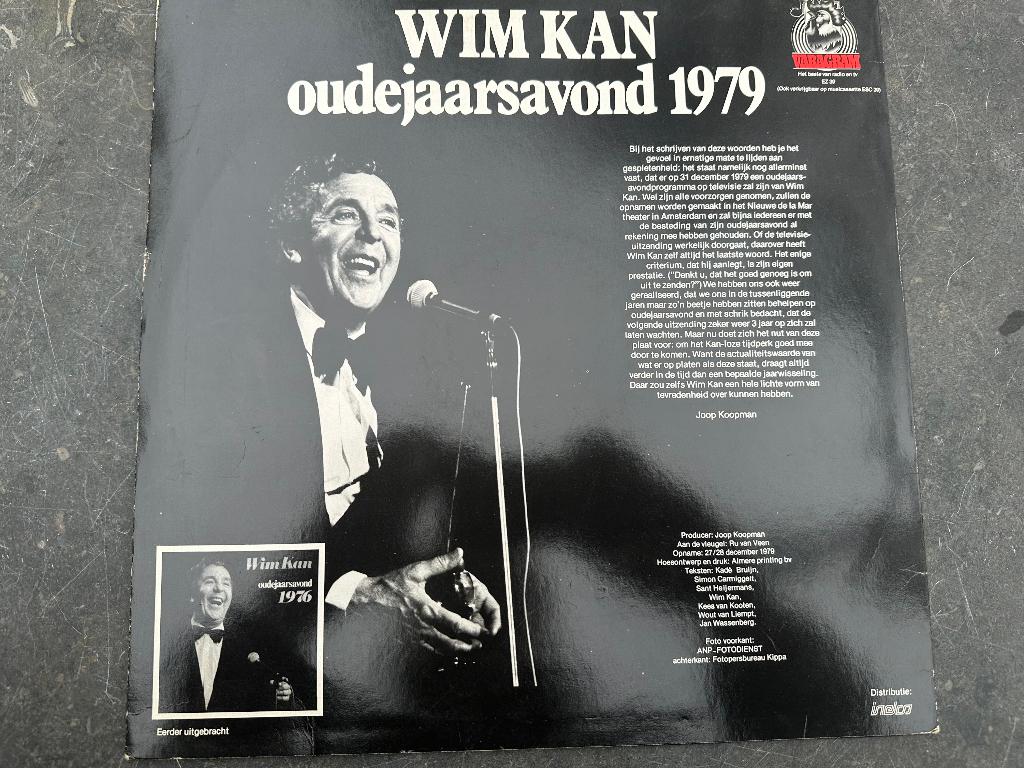 WIM KAN
oudejaarsavond 1979
VARAGRAM
Het beste van radio en tv
EZ 39
(Ook verkrijgbaar op musicassette ESC 39)
Bij het schrijven van deze woorden heb je het
gevoel in ernstige mate te lijden aan
gespletenheid: het staat namelijk nog allerminst
vast, dat er op 31 december 1979 een oudejaars-
avondprogramma op televisie zal zijn van Wim
Kan. Wel zijn alle voorzorgen genomen, zullen de
opnamen worden gemaakt in het Nieuwe de la Mar
theater in Amsterdam en zal bijna iedereen er met
de besteding van zijn oudejaarsavond al
rekening mee hebben gehouden. Of de televisie-
uitzending werkelijk doorgaat, daarover heeft
Wim Kan zelf altijd het laatste woord. Het enige
criterium, dat hij aanlegt, is zijn eigen
prestatie. ("Denkt u, dat het goed genoeg is om
uit te zenden?") We hebben ons ook weer
gerealiseerd, dat we ons in de tussenliggende
jaren maar zo'n beetje hebben zitten behelpen op
oudejaarsavond en met schrik bedacht, dat de
volgende uitzending zeker weer 3 jaar op zich zal
laten wachten. Maar nu doet zich het nut van deze
plaat voor: om het Kan-loze tijdperk goed mee
door te komen. Want de actualiteitswaarde van
wat er op platen als deze staat, draagt altijd
verder in de tijd dan een bepaalde jaarwisseling.
Daar zou zelfs Wim Kan een hele lichte vorm van
tevredenheid over kunnen hebben.
Joop Koopman
Producer: Joop Koopman
Aan de vleugel: Ru van Veen
Opname: 27/28 december 1979
Hoesontwerp en druk: Almere printing bv
Teksten: Kadè Bruijn,
Simon Carmiggelt,
Sant Heijermans,
Wim Kan,
Kees van Kooten,
Wout van Liempt,
Jan Wassenberg.
Foto voorkant:
ANP-FOTODIENST
achterkant: Fotopersbureau Kippa
Wim Kan
oudejaarsavond
1976
Eerder uitgebracht
Distributie:
inelco